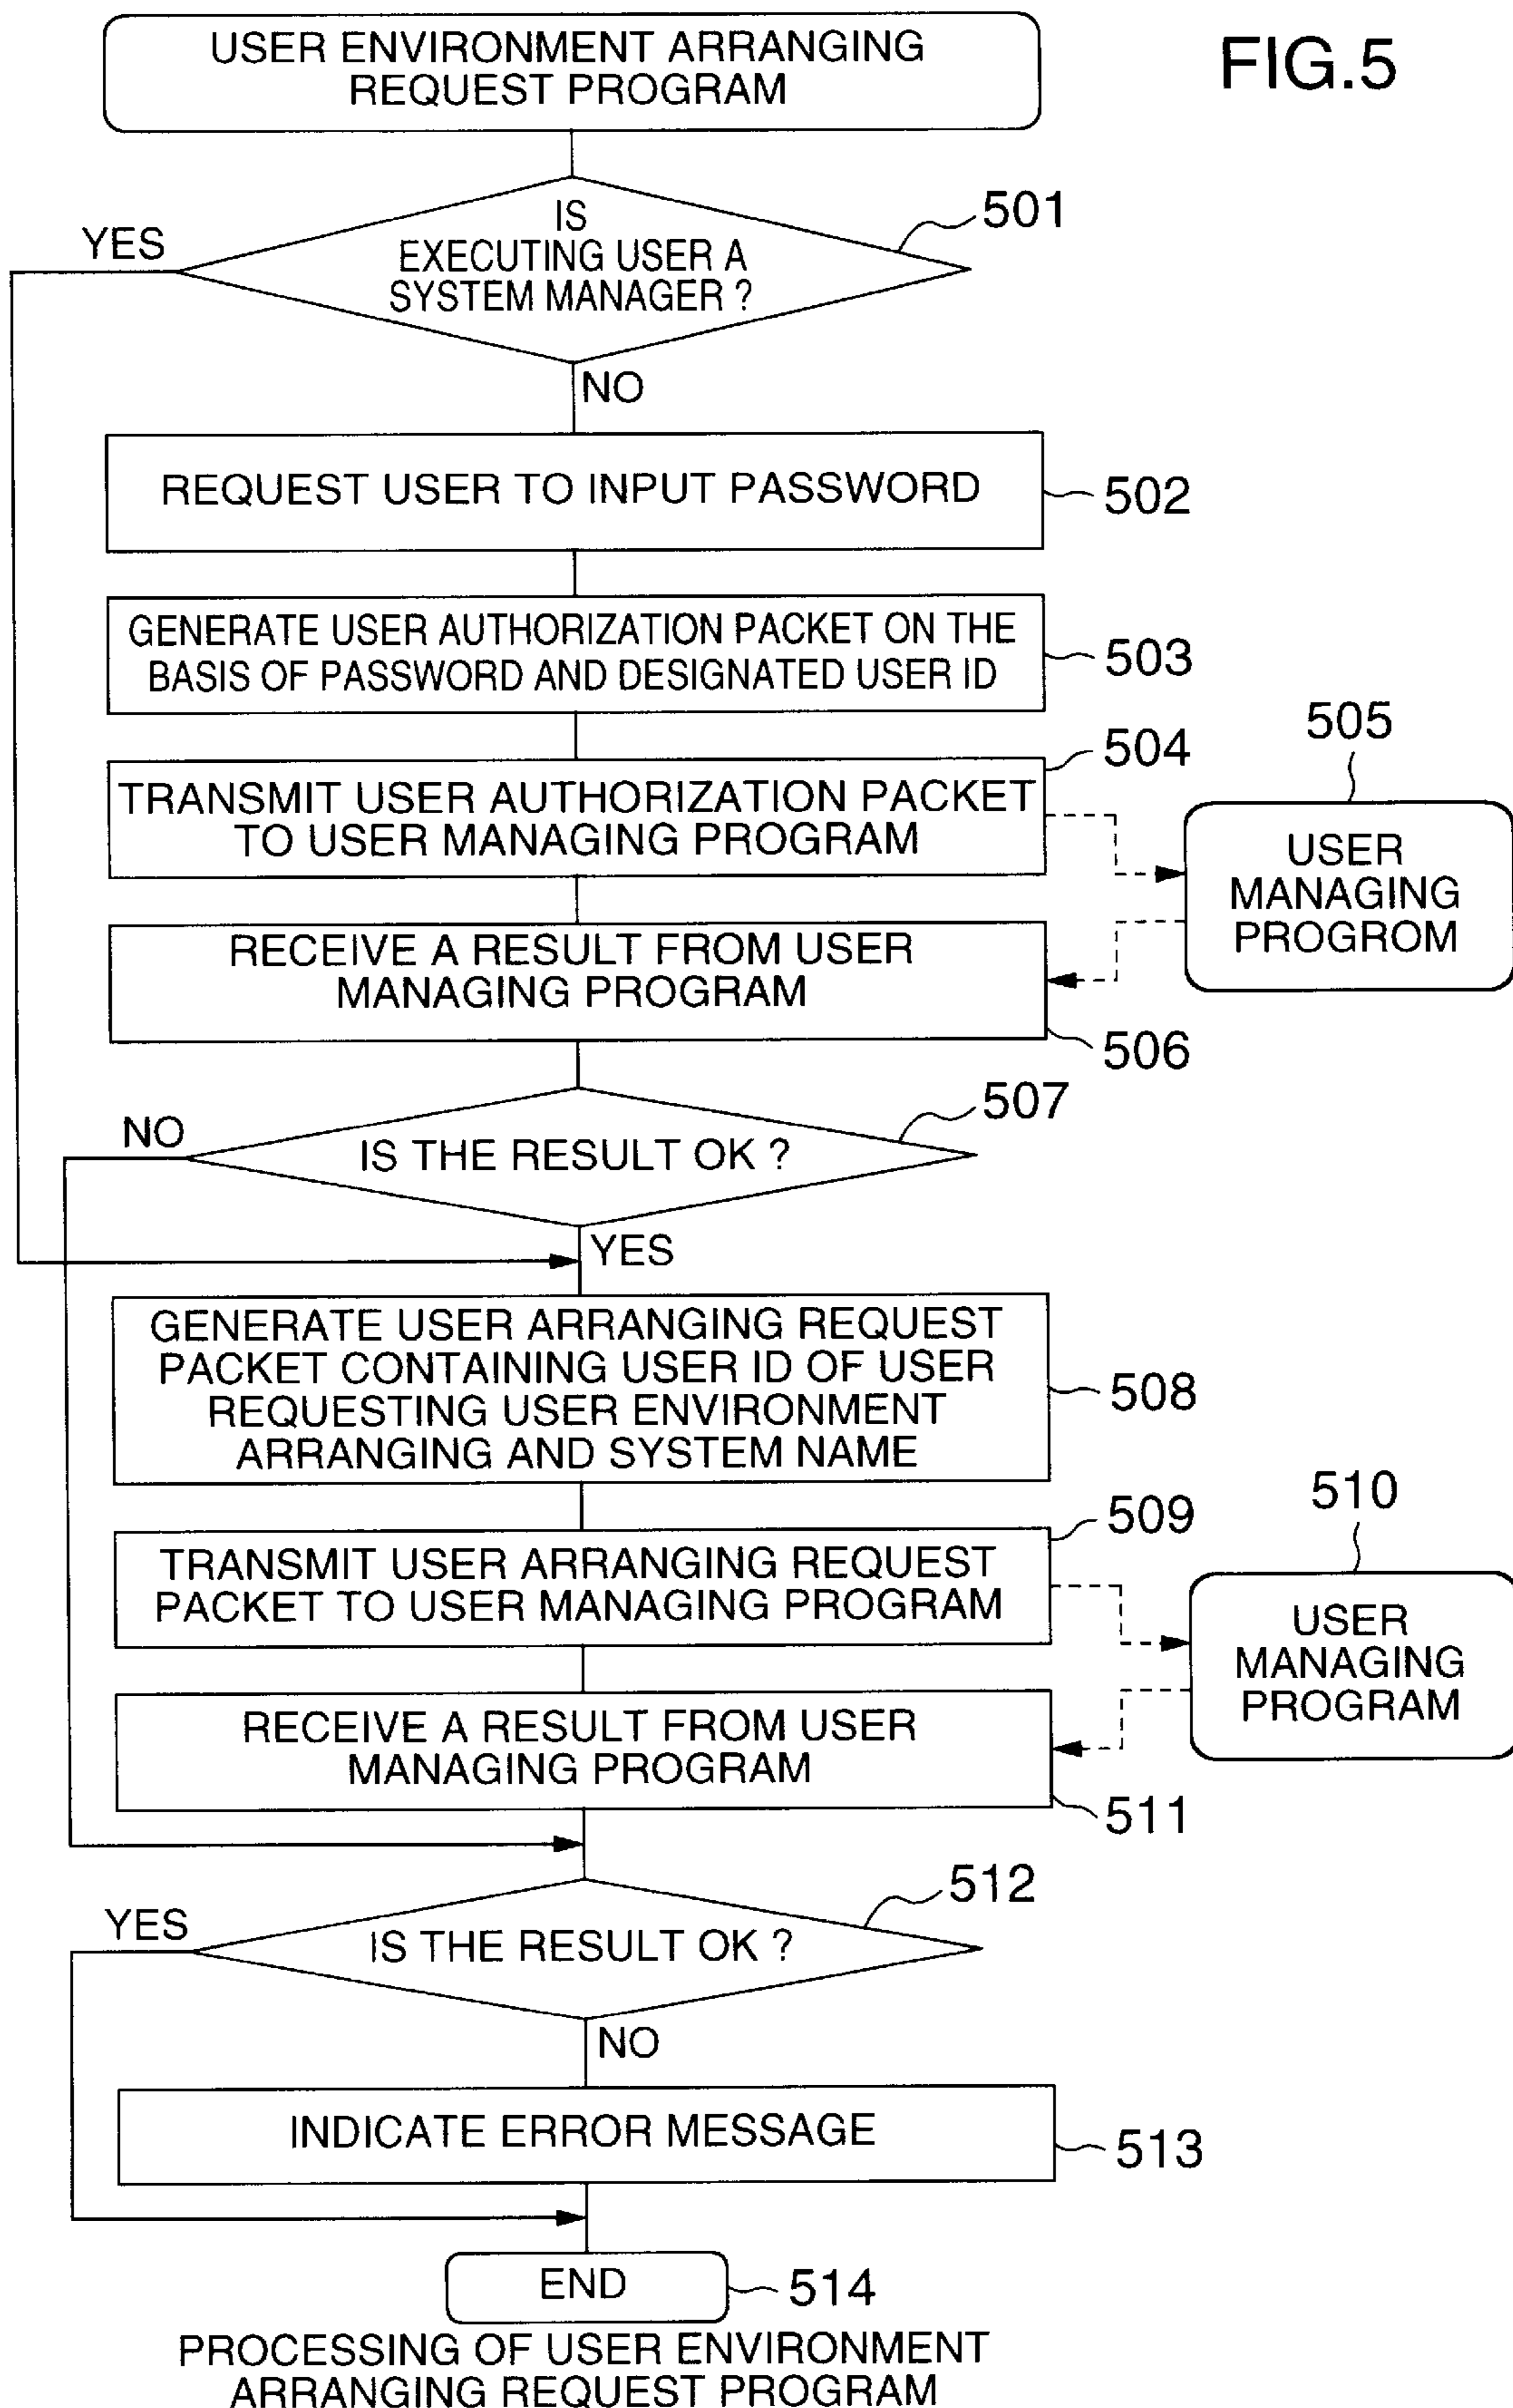 USER ENVIRONMENT ARRANGING
REQUEST PROGRAM
FIG.5
IS
EXECUTING USER A
SYSTEM MANAGER ?
501
YES
NO
REQUEST USER TO INPUT PASSWORD
502
GENERATE USER AUTHORIZATION PACKET ON THE
BASIS OF PASSWORD AND DESIGNATED USER ID
503
504
TRANSMIT USER AUTHORIZATION PACKET
TO USER MANAGING PROGRAM
505
USER
MANAGING
PROGROM
RECEIVE A RESULT FROM USER
MANAGING PROGRAM
506
507
NO
IS THE RESULT OK ?
YES
GENERATE USER ARRANGING REQUEST
PACKET CONTAINING USER ID OF USER
REQUESTING USER ENVIRONMENT
ARRANGING AND SYSTEM NAME
508
509
TRANSMIT USER ARRANGING REQUEST
PACKET TO USER MANAGING PROGRAM
510
USER
MANAGING
PROGRAM
RECEIVE A RESULT FROM USER
MANAGING PROGRAM
511
512
YES
IS THE RESULT OK ?
NO
INDICATE ERROR MESSAGE
513
END
514
PROCESSING OF USER ENVIRONMENT
ARRANGING REQUEST PROGRAM